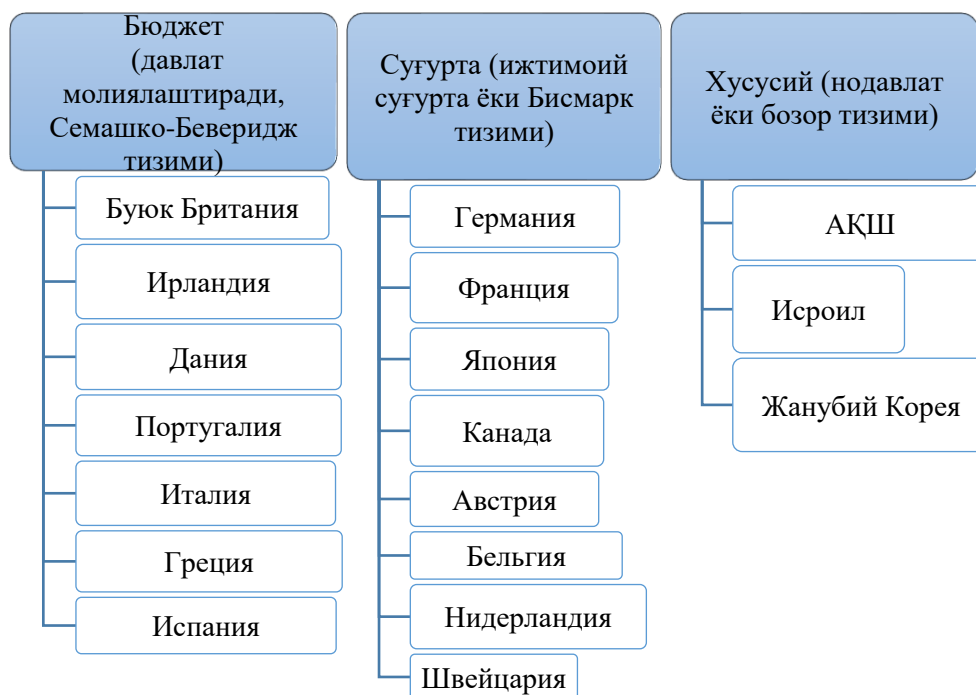 Бюджет
(давлат
молиялаштиради,
Семашко-Беверидж
тизими)
Буюк Британия
Ирландия
Дания
Португалия
Италия
Греция
Испания
Суғурта (ижтимоий
суғурта ёки Бисмарк
тизими)
Германия
Франция
Япония
Канада
Австрия
Бельгия
Нидерландия
Швейцария
Хусусий (нодавлат
ёки бозор тизими)
АҚШ
Исроил
Жанубий Корея